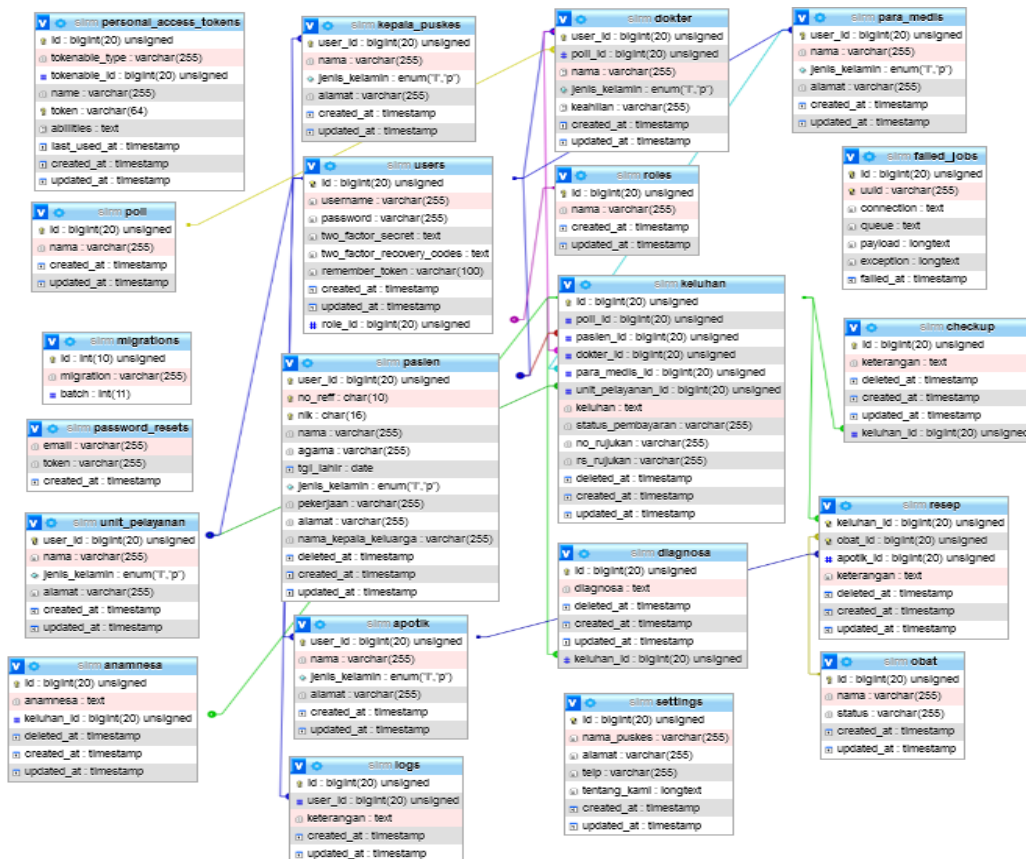 sirm personal_access_tokens
id : bigint(20) unsigned
tokenable_type : varchar(255)
tokenable_id : bigint(20) unsigned
name : varchar(255)
token : varchar(64)
abilities : text
last_used_at : timestamp
created_at : timestamp
updated_at : timestamp
sirm poli
id : bigint(20) unsigned
nama : varchar(255)
created_at : timestamp
updated_at : timestamp
sirm migrations
id : int(10) unsigned
migration : varchar(255)
batch : int(11)
sirm password_resets
email : varchar(255)
token : varchar(255)
created_at : timestamp
sirm unit_pelayanan
user_id : bigint(20) unsigned
nama : varchar(255)
jenis_kelamin : enum('l','p')
alamat : varchar(255)
created_at : timestamp
updated_at : timestamp
sirm anamnesa
id : bigint(20) unsigned
anamnesa : text
keluhan_id : bigint(20) unsigned
deleted_at : timestamp
created_at : timestamp
updated_at : timestamp
sirm kepala_puskes
user_id : bigint(20) unsigned
nama : varchar(255)
jenis_kelamin : enum('l','p')
alamat : varchar(255)
created_at : timestamp
updated_at : timestamp
sirm users
id : bigint(20) unsigned
username : varchar(255)
password : varchar(255)
two_factor_secret : text
two_factor_recovery_codes : text
remember_token : varchar(100)
created_at : timestamp
updated_at : timestamp
role_id : bigint(20) unsigned
sirm pasien
user_id : bigint(20) unsigned
no_reff : char(10)
nik : char(16)
nama : varchar(255)
agama : varchar(255)
tgl_lahir : date
jenis_kelamin : enum('l','p')
pekerjaan : varchar(255)
alamat : varchar(255)
nama_kepala_keluarga : varchar(255)
deleted_at : timestamp
created_at : timestamp
updated_at : timestamp
sirm apotik
user_id : bigint(20) unsigned
nama : varchar(255)
jenis_kelamin : enum('l','p')
alamat : varchar(255)
created_at : timestamp
updated_at : timestamp
sirm logs
id : bigint(20) unsigned
user_id : bigint(20) unsigned
keterangan : text
created_at : timestamp
updated_at : timestamp
sirm dokter
user_id : bigint(20) unsigned
poli_id : bigint(20) unsigned
nama : varchar(255)
jenis_kelamin : enum('l','p')
keahlian : varchar(255)
created_at : timestamp
updated_at : timestamp
sirm roles
id : bigint(20) unsigned
nama : varchar(255)
created_at : timestamp
updated_at : timestamp
sirm keluhan
id : bigint(20) unsigned
poli_id : bigint(20) unsigned
pasien_id : bigint(20) unsigned
dokter_id : bigint(20) unsigned
para_medis_id : bigint(20) unsigned
unit_pelayanan_id : bigint(20) unsigned
keluhan : text
status_pembayaran : varchar(255)
no_rujukan : varchar(255)
rs_rujukan : varchar(255)
deleted_at : timestamp
created_at : timestamp
updated_at : timestamp
sirm diagnosa
id : bigint(20) unsigned
diagnosa : text
deleted_at : timestamp
created_at : timestamp
updated_at : timestamp
keluhan_id : bigint(20) unsigned
sirm settings
id : bigint(20) unsigned
nama_puskes : varchar(255)
alamat : varchar(255)
telp : varchar(255)
tentang_kami : longtext
created_at : timestamp
updated_at : timestamp
sirm para_medis
user_id : bigint(20) unsigned
nama : varchar(255)
jenis_kelamin : enum('l','p')
alamat : varchar(255)
created_at : timestamp
updated_at : timestamp
sirm failed_jobs
id : bigint(20) unsigned
uuid : varchar(255)
connection : text
queue : text
payload : longtext
exception : longtext
failed_at : timestamp
sirm checkup
id : bigint(20) unsigned
keterangan : text
deleted_at : timestamp
created_at : timestamp
updated_at : timestamp
keluhan_id : bigint(20) unsigned
sirm resep
keluhan_id : bigint(20) unsigned
obat_id : bigint(20) unsigned
apotik_id : bigint(20) unsigned
keterangan : text
deleted_at : timestamp
created_at : timestamp
updated_at : timestamp
sirm obat
id : bigint(20) unsigned
nama : varchar(255)
status : varchar(255)
created_at : timestamp
updated_at : timestamp